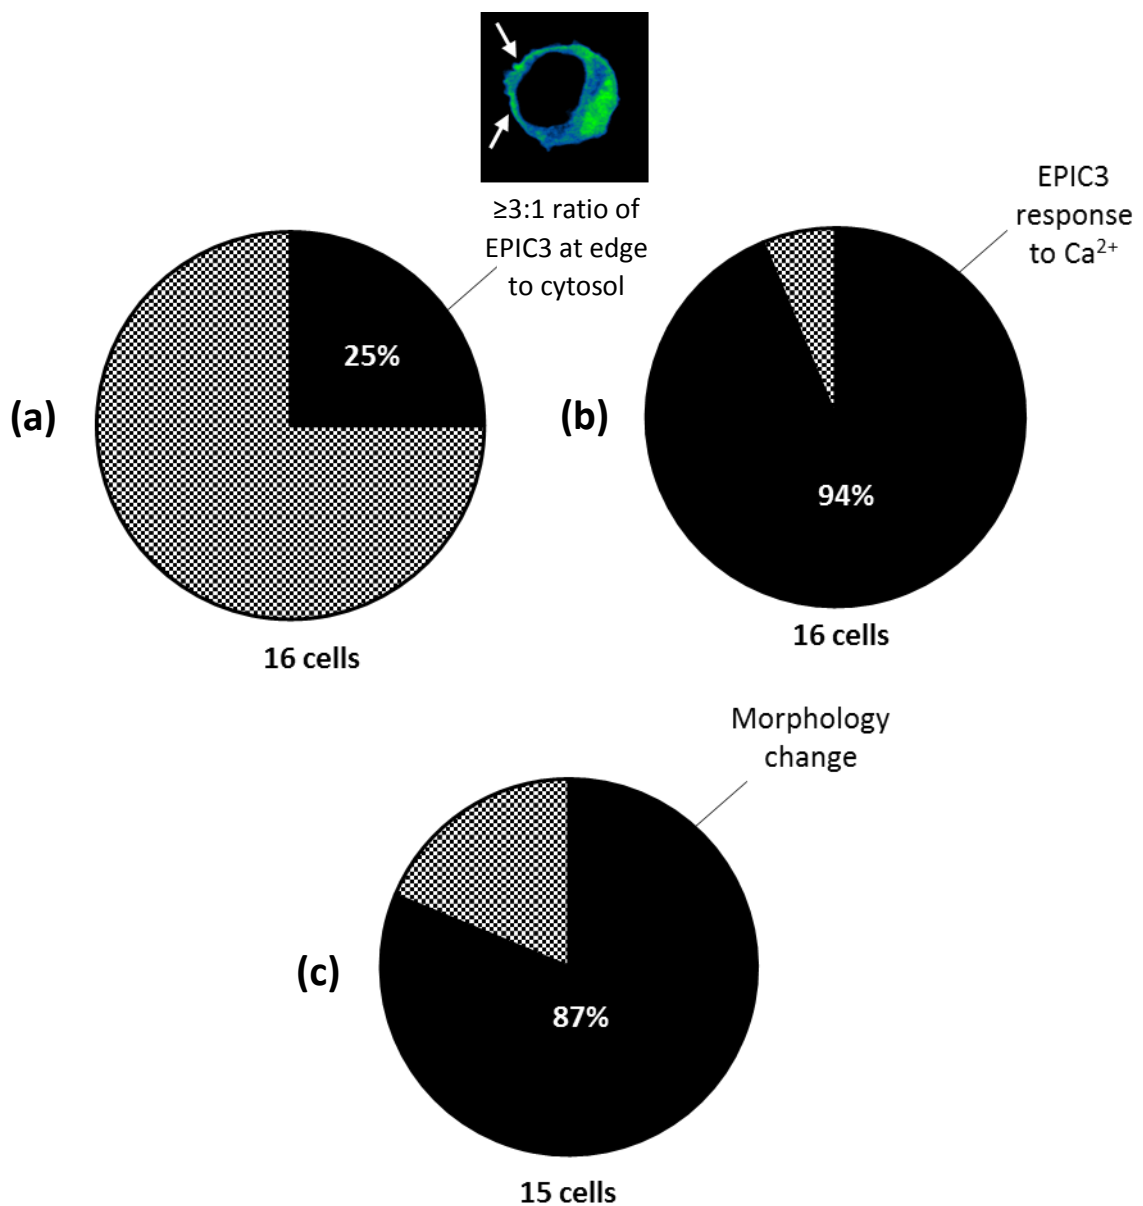 ≥3:1 ratio of
EPIC3 at edge
to cytosol
25%
(a)
16 cells
EPIC3
response
to Ca²⁺
(b)
94%
16 cells
Morphology
change
(c)
87%
15 cells